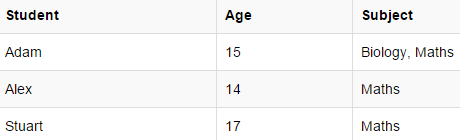 Student Age Subject
Adam 15 Biology, Maths
Alex 14 Maths
Stuart 17 Maths